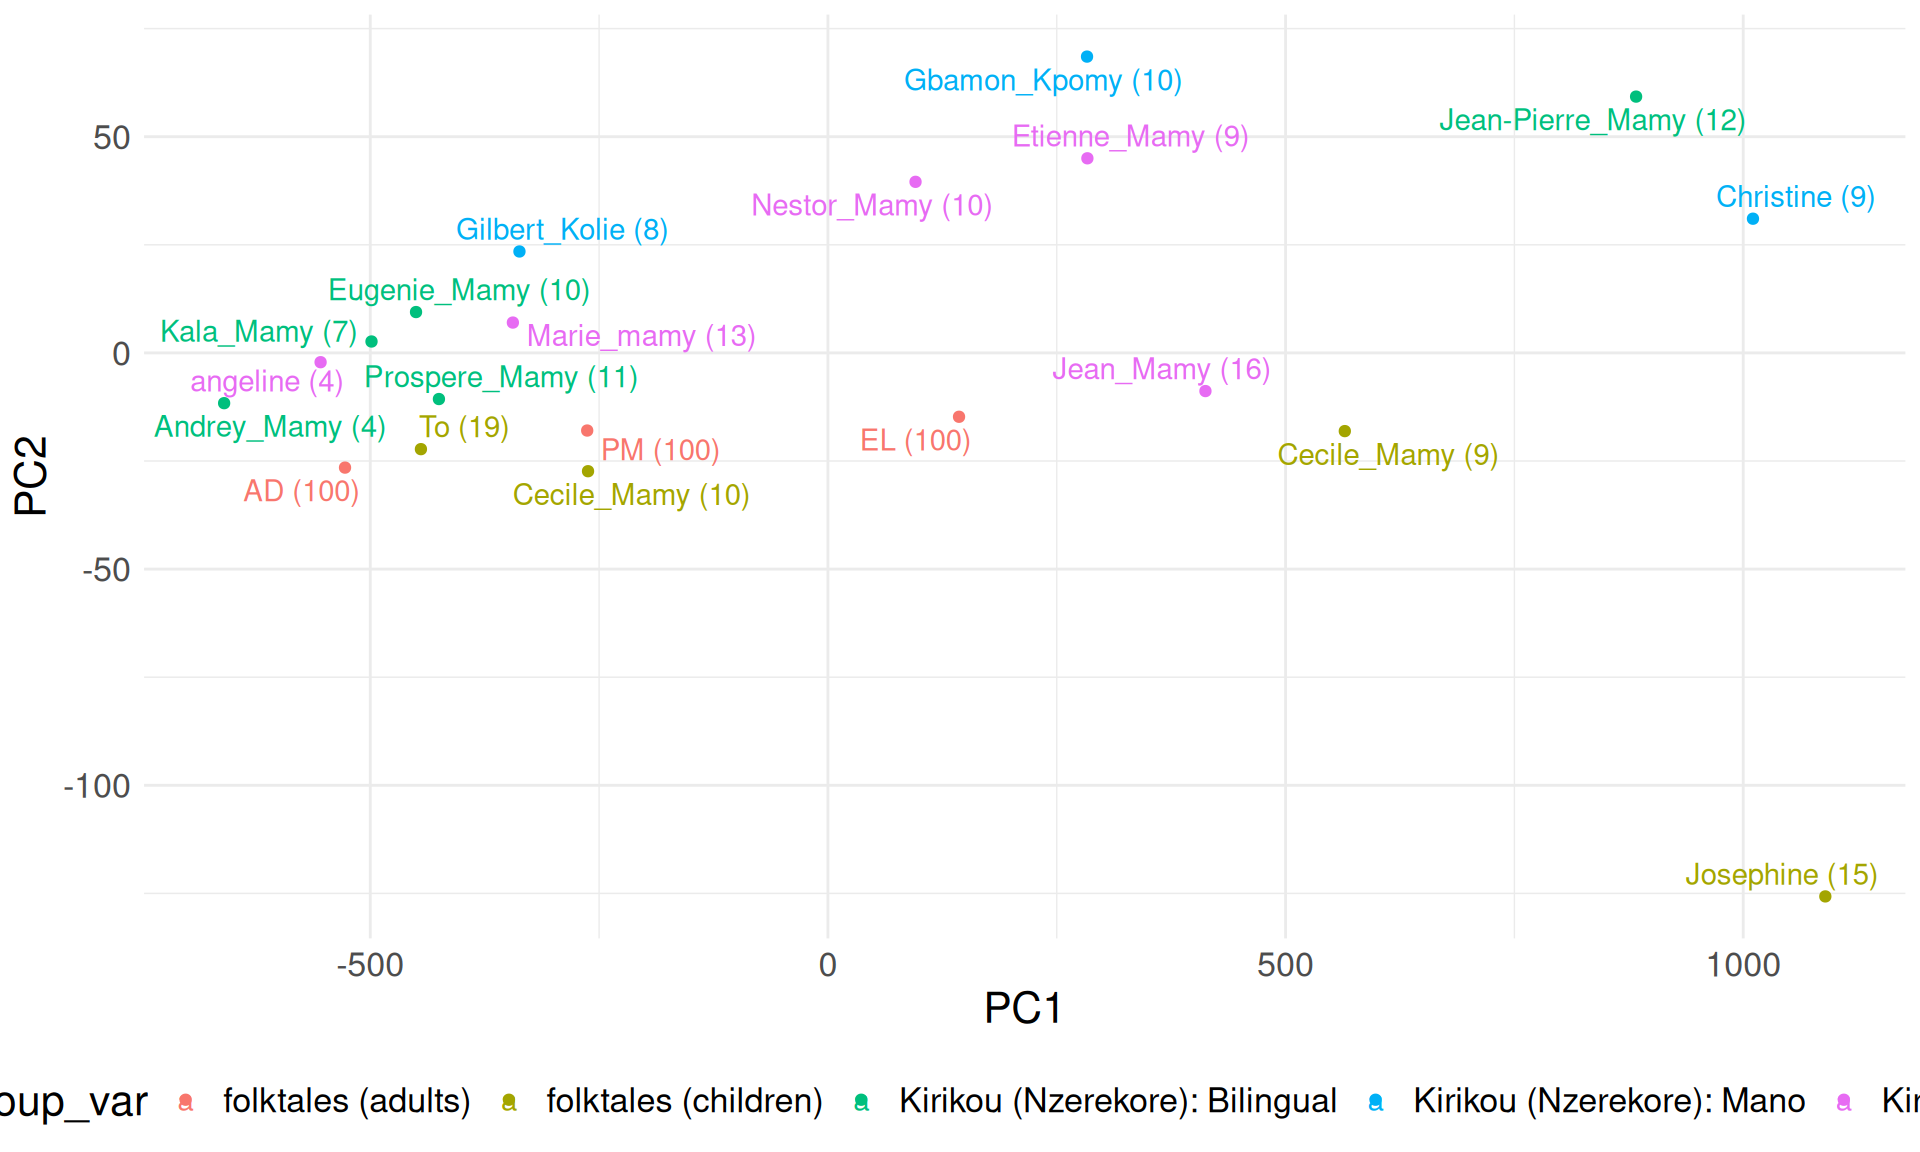 Gbamon_Kpomy (10)
Jean-Pierre_Mamy (12)
50
Etienne_Mamy (9)
Christine (9)
Nestor_Mamy (10)
Gilbert_Kolie (8)
Eugenie_Mamy (10)
Kala_Mamy (7)
Marie_mamy (13)
0
Jean_Mamy (16)
angeline (4)
Prospere_Mamy (11)
Andrey_Mamy (4)
To (19)
EL (100)
PM (100)
Cecile_Mamy (9)
AD (100)
Cecile_Mamy (10)
PC2
-50
-100
Josephine (15)
-500 0 500 1000
PC1
oup_var a folktales (adults) a folktales (children) a Kirikou (Nzerekore): Bilingual a Kirikou (Nzerekore): Mano a Kir